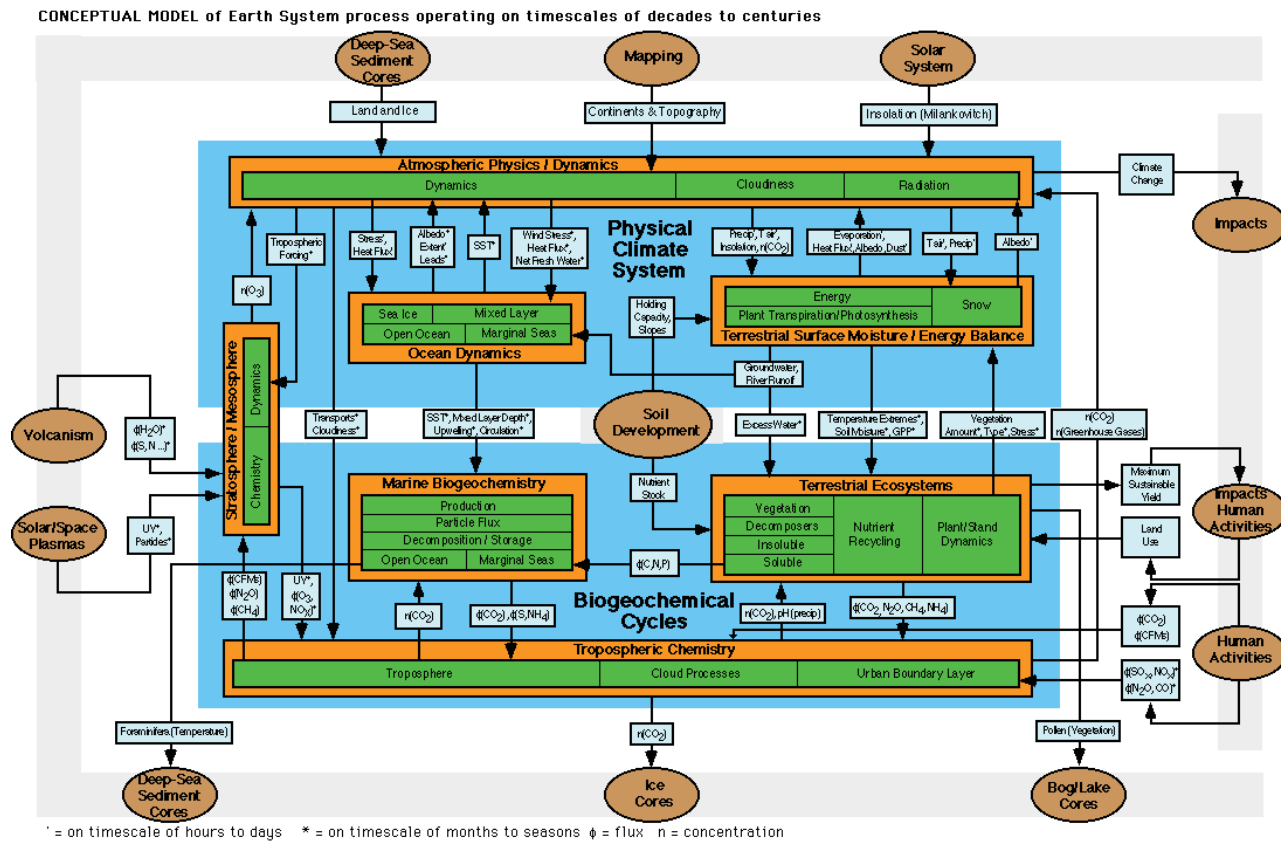 CONCEPTUAL MODEL of Earth System process operating on timescales of decades to centuries
Deep-Sea
Sediment
Cores
Mapping
Solar
System
Land and Ice
Continents & Topography
Insolation (Milankovitch)
Atmospheric Physics / Dynamics
Dynamics
Cloudiness
Radiation
Climate
Change
Impacts
Tropospheric
Forcing*
Stress',
Heat Flux'
Albedo*
Extent'
Leads*
SST*
Wind Stress*,
Heat Flux*,
Net Fresh Water*
Physical
Climate
System
Precip', Tair',
Insolation, n(CO2)
Evaporation',
Heat Flux', Albedo, Dust'
Tair', Precip'
Albedo'
n(O3)
Sea Ice
Mixed Layer
Open Ocean
Marginal Seas
Ocean Dynamics
Holding
Capacity,
Slopes
Energy
Plant Transpiration/Photosynthesis
Snow
Terrestrial Surface Moisture / Energy Balance
Stratosphere / Mesosphere
Dynamics
Chemistry
Groundwater,
River Runoff
Volcanism
ϕ(H2O)*
ϕ(S, N ...)*
Transports*
Cloudiness*
SST*, Mixed Layer Depth*,
Upwelling*, Circulation*
Soil
Development
Excess Water*
Temperature Extremes*,
Soil Moisture*, GPP*
Vegetation
Amount*, Type*, Stress*
n(CO2)
n(Greenhouse Gases)
Marine Biogeochemistry
Production
Particle Flux
Decomposition / Storage
Open Ocean
Marginal Seas
Nutrient
Stock
Terrestrial Ecosystems
Vegetation
Decomposers
Insoluble
Soluble
Nutrient
Recycling
Plant/Stand
Dynamics
Maximum
Sustainable
Yield
Impacts
Human
Activities
Land
Use
Solar/Space
Plasmas
UV*,
Particles*
ϕ(CFMs)
ϕ(N2O)
ϕ(CH4)
UV*,
ϕ(O3,
NOx)*
ϕ(C,N,P)
n(CO2)
ϕ(CO2), ϕ(S,NH4)
Biogeochemical
Cycles
n(CO2), pH (precip)
ϕ(CO2, N2O, CH4, NH4)
ϕ(CO2)
ϕ(CFMs)
Human
Activities
Tropospheric Chemistry
Troposphere
Cloud Processes
Urban Boundary Layer
ϕ(SOx, NOx)*
ϕ(N2O, CO)*
Foraminifera (Temperature)
n(CO2)
Pollen (Vegetation)
Deep-Sea
Sediment
Cores
Ice
Cores
Bog/Lake
Cores
' = on timescale of hours to days * = on timescale of months to seasons ϕ = flux n = concentration